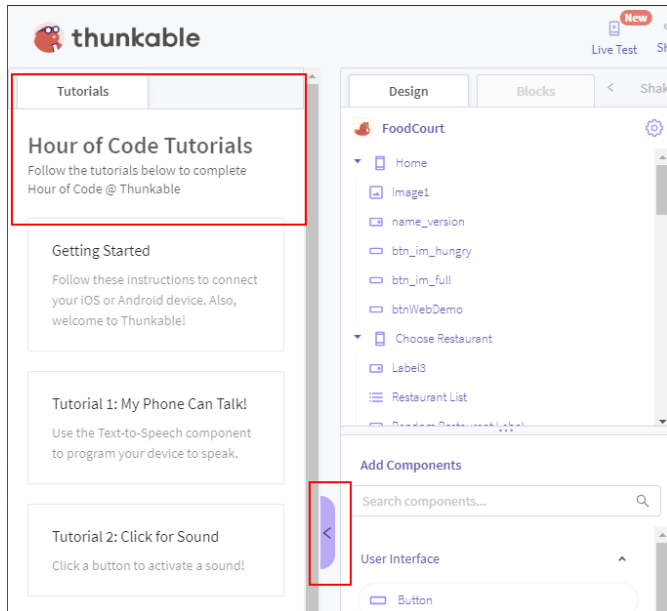 thunkable
New
Live Test
Tutorials
Hour of Code Tutorials
Follow the tutorials below to complete
Hour of Code @ Thunkable
Getting Started
Follow these instructions to connect
your iOS or Android device. Also,
welcome to Thunkable!
Tutorial 1: My Phone Can Talk!
Use the Text-to-Speech component
to program your device to speak.
Tutorial 2: Click for Sound
Click a button to activate a sound!
Design
Blocks
FoodCourt
Home
Image1
name_version
btn_im_hungry
btn_im_full
btnWebDemo
Choose Restaurant
Label3
Restaurant List
Add Components
Search components...
User Interface
Button